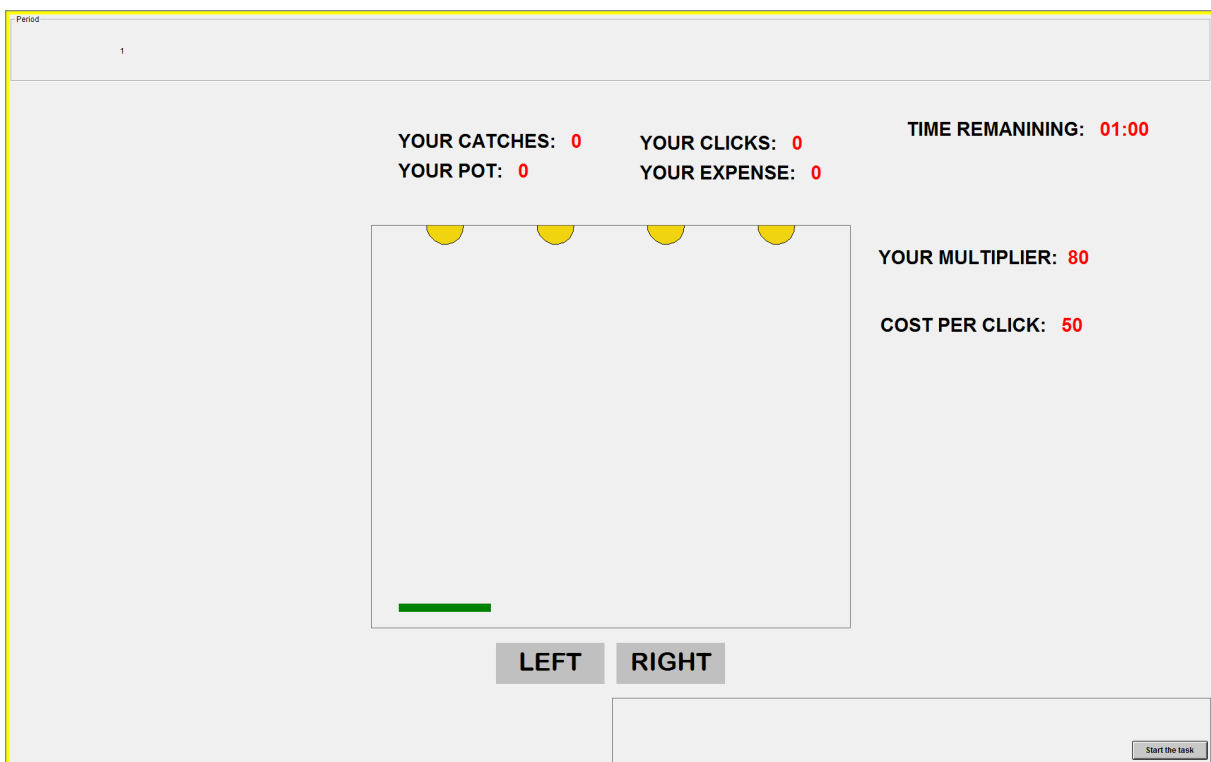 Period
1
TIME REMANINING: 01:00
YOUR CATCHES: 0 YOUR CLICKS: 0
YOUR POT: 0 YOUR EXPENSE: 0
YOUR MULTIPLIER: 80
COST PER CLICK: 50
LEFT RIGHT
Start the task